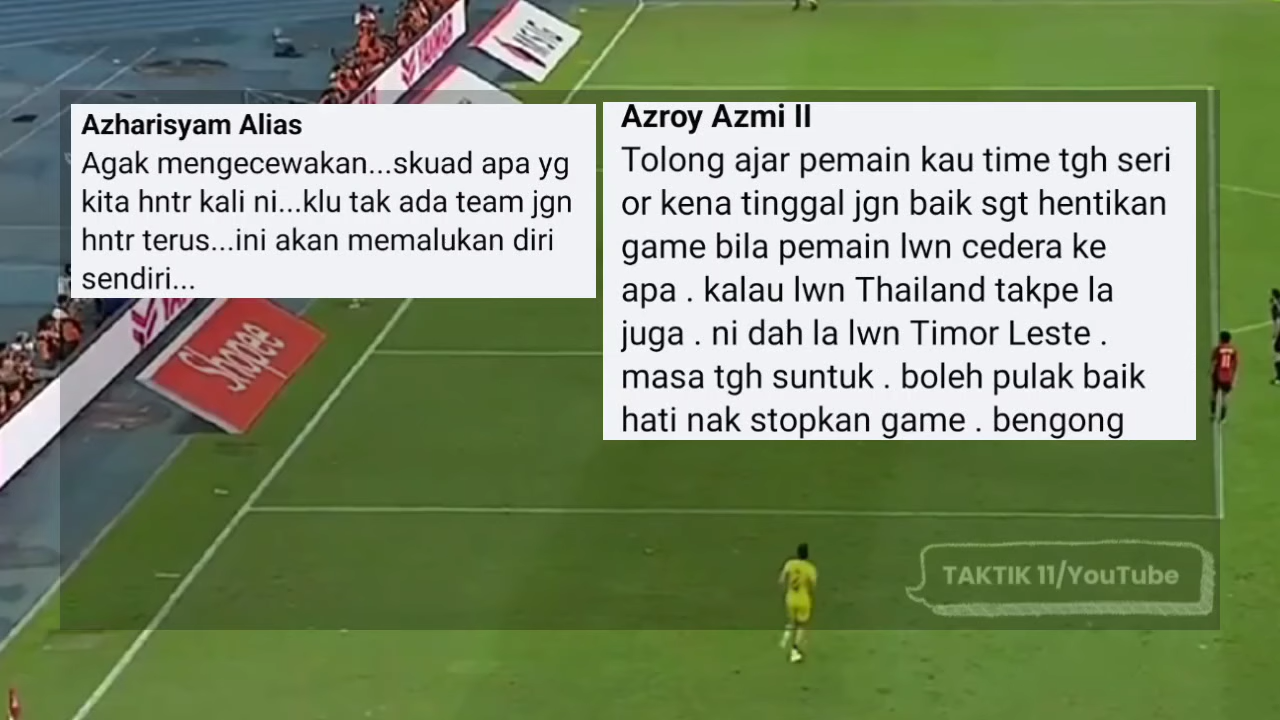 Azharisyam Alias
Agak mengecewakan...skuad apa yg
kita hntr kali ni...klu tak ada team jgn
hntr terus...ini akan memalukan diri
sendiri...
Azroy Azmi II
Tolong ajar pemain kau time tgh seri
or kena tinggal jgn baik sgt hentikan
game bila pemain lwn cedera ke
apa . kalau lwn Thailand takpe la
juga . ni dah la lwn Timor Leste .
masa tgh suntuk . boleh pulak baik
hati nak stopkan game . bengong
YANMAR
Shopee
TAKTIK 11/YouTube